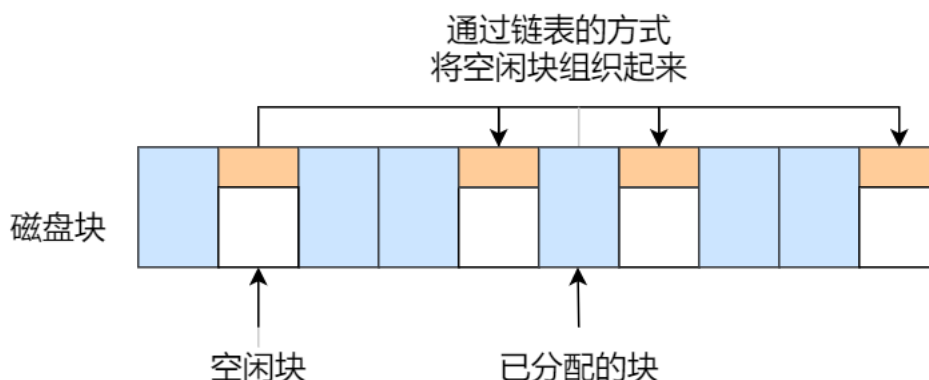 通过链表的方式
将空闲块组织起来
磁盘块
空闲块
已分配的块